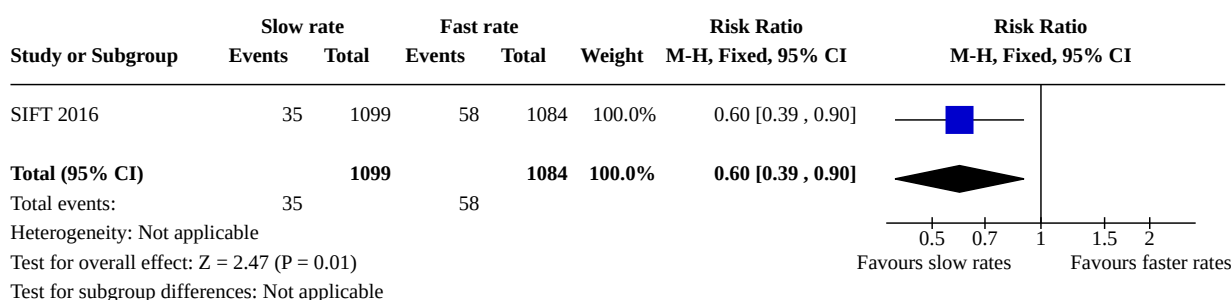 Slow rate Fast rate Risk Ratio Risk Ratio
Study or Subgroup Events Total Events Total Weight M-H, Fixed, 95% CI M-H, Fixed, 95% CI
SIFT 2016 35 1099 58 1084 100.0% 0.60 [0.39 , 0.90]
Total (95% CI) 1099 1084 100.0% 0.60 [0.39 , 0.90]
Total events: 35 58
Heterogeneity: Not applicable 0.5 0.7 1 1.5 2
Test for overall effect: Z = 2.47 (P = 0.01) Favours slow rates Favours faster rates
Test for subgroup differences: Not applicable